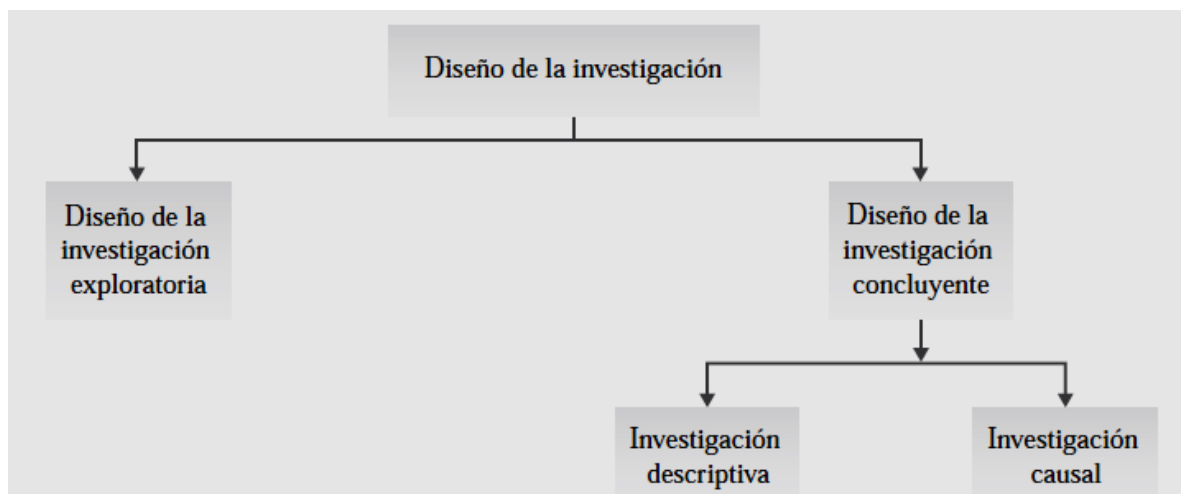 Diseño de la investigación
Diseño de la
investigación
exploratoria
Diseño de la
investigación
concluyente
Investigación
descriptiva
Investigación
causal